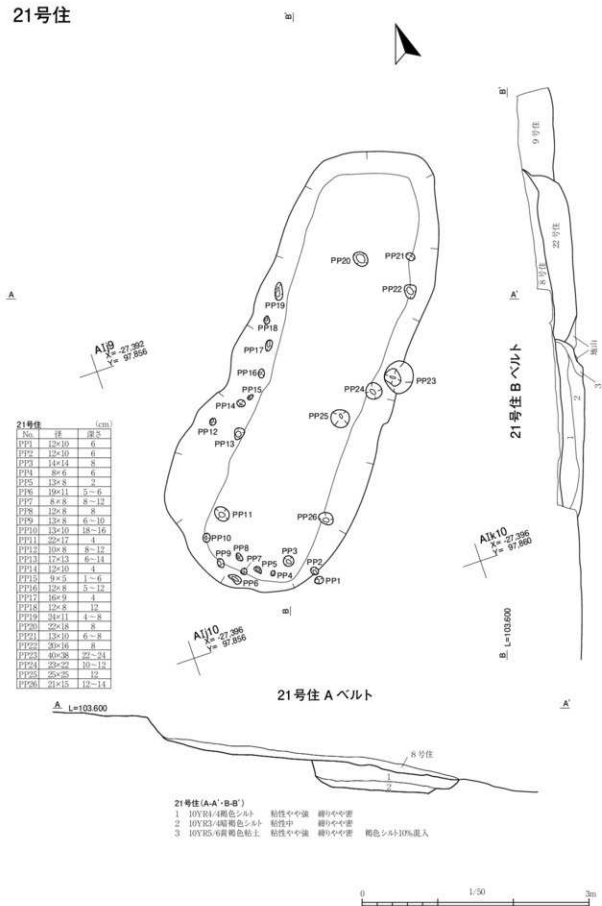 21号住
B'
A
A'
PP20
PP21
PP22
PP19
PP18
PP17
PP16
PP15
PP14
PP12
PP13
PP23
PP24
PP25
PP26
PP11
PP10
PP9
PP8
PP7
PP6
PP5
PP4
PP3
PP2
PP1
B
AIj9
X= -27.392
Y= 97.856
AIj10
X= -27.396
Y= 97.856
AIk10
X= -27.396
Y= 97.860
21号住 (cm)
No. 径 深さ
PP1 12×10 6
PP2 12×10 6
PP3 14×14 8
PP4 8×6 6
PP5 13×8 2
PP6 19×11 5~6
PP7 8×8 8~12
PP8 12×8 8
PP9 13×8 6~10
PP10 13×10 18~16
PP11 22×17 4
PP12 10×8 8~12
PP13 17×13 6~14
PP14 12×10 4
PP15 9×5 1~6
PP16 12×8 5~12
PP17 16×9 4
PP18 12×8 12
PP19 24×11 4~8
PP20 22×18 8
PP21 13×10 6~8
PP22 20×16 8
PP23 40×38 22~24
PP24 23×22 10~12
PP25 25×25 12
PP26 21×15 12~14
21号住 B ベルト
B'
9号住
22号住
8号住
地山
3
2
1
B L=103.600
21号住 A ベルト
A L=103.600
A'
8号住
1
2
21号住(A-A'・B-B')
1 10YR4/4褐色シルト 粘性やや強 締りやや密
2 10YR3/4暗褐色シルト 粘性中 締りやや密
3 10YR5/6黄褐色粘土 粘性やや強 締りやや密 褐色シルト10%混入
0 1/50 3m